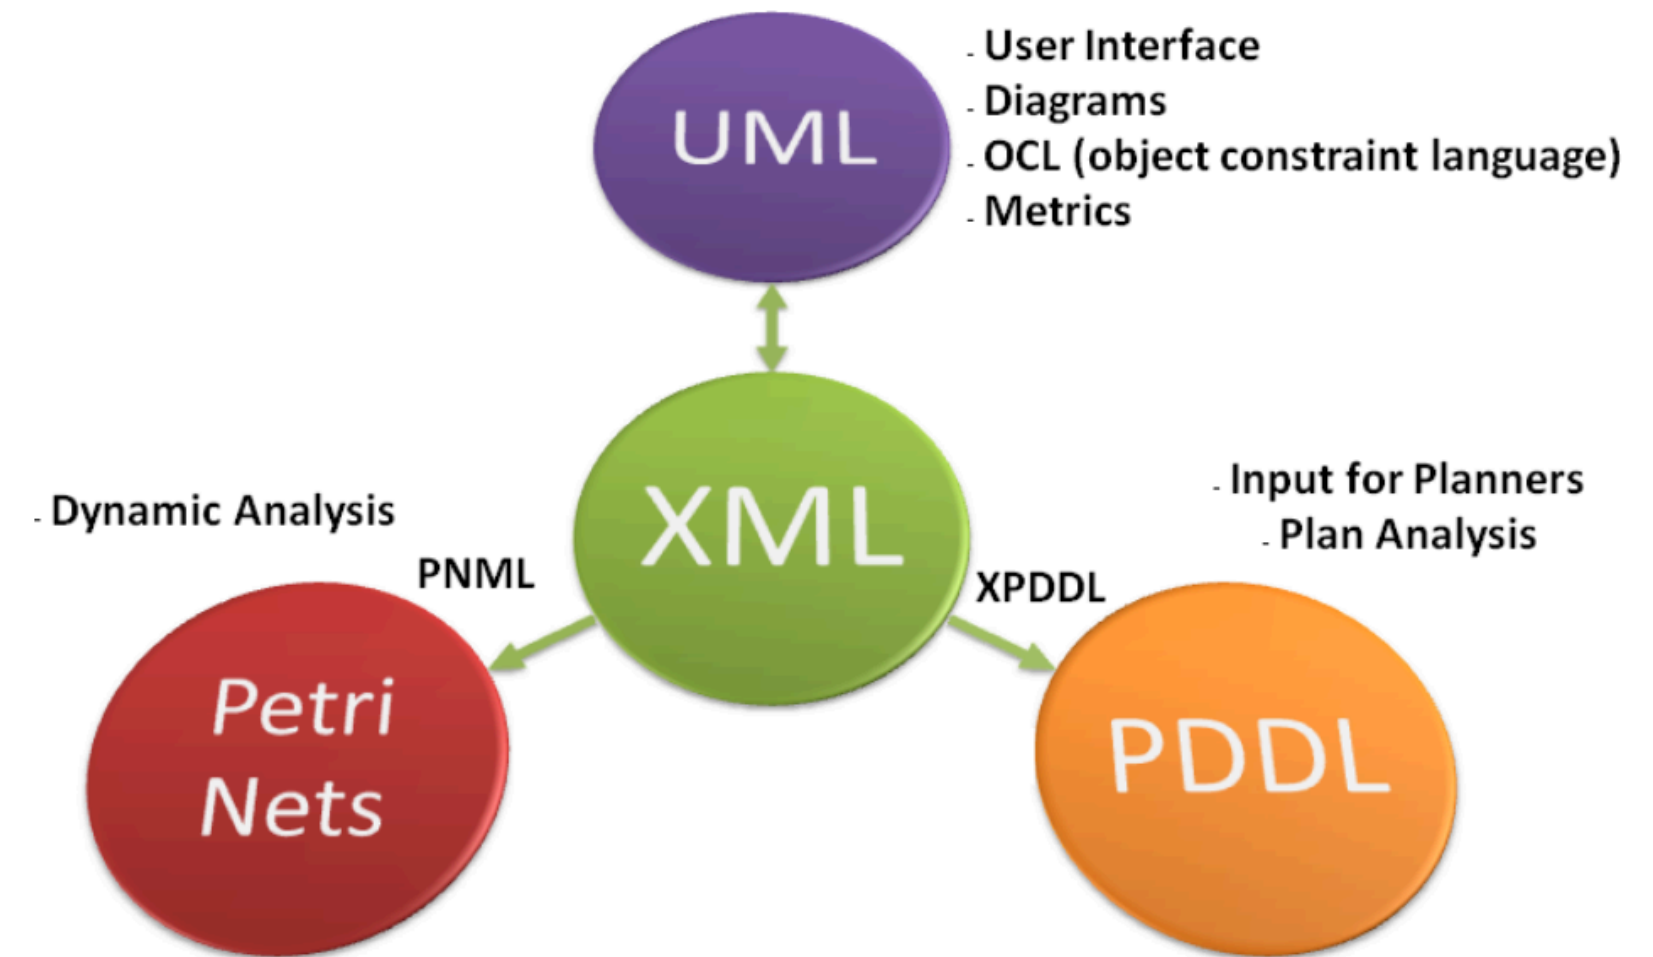 UML
- User Interface
- Diagrams
- OCL (object constraint language)
- Metrics
XML
- Dynamic Analysis
PNML
Petri
Nets
- Input for Planners
- Plan Analysis
XPDDL
PDDL